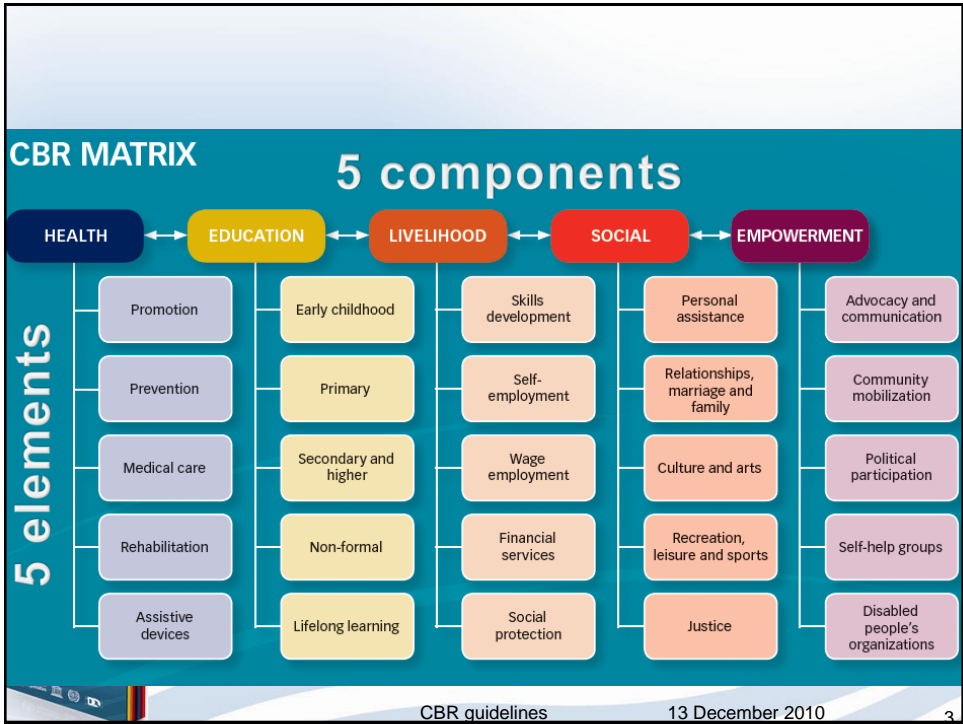 CBR MATRIX
5 components
HEALTH
EDUCATION
LIVELIHOOD
SOCIAL
EMPOWERMENT
5 elements
Promotion
Prevention
Medical care
Rehabilitation
Assistive
devices
Early childhood
Primary
Secondary and
higher
Non-formal
Lifelong learning
Skills
development
Self-
employment
Wage
employment
Financial
services
Social
protection
Personal
assistance
Relationships,
marriage and
family
Culture and arts
Recreation,
leisure and sports
Justice
Advocacy and
communication
Community
mobilization
Political
participation
Self-help groups
Disabled
people’s
organizations
CBR guidelines
13 December 2010
3